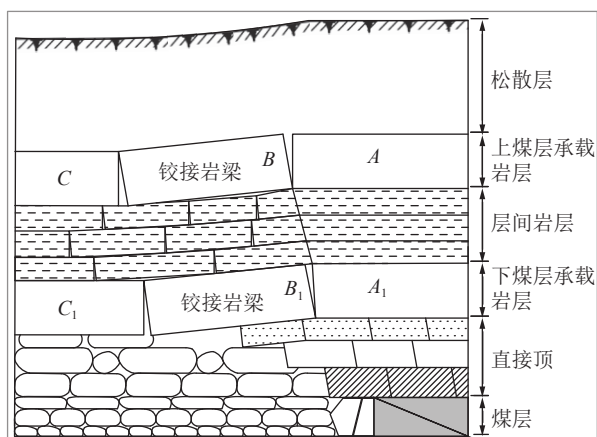 松散层
上煤层承载
岩层
层间岩层
下煤层承载
岩层
直接顶
煤层
C 铰接岩梁 B A
C₁ 铰接岩梁 B₁ A₁